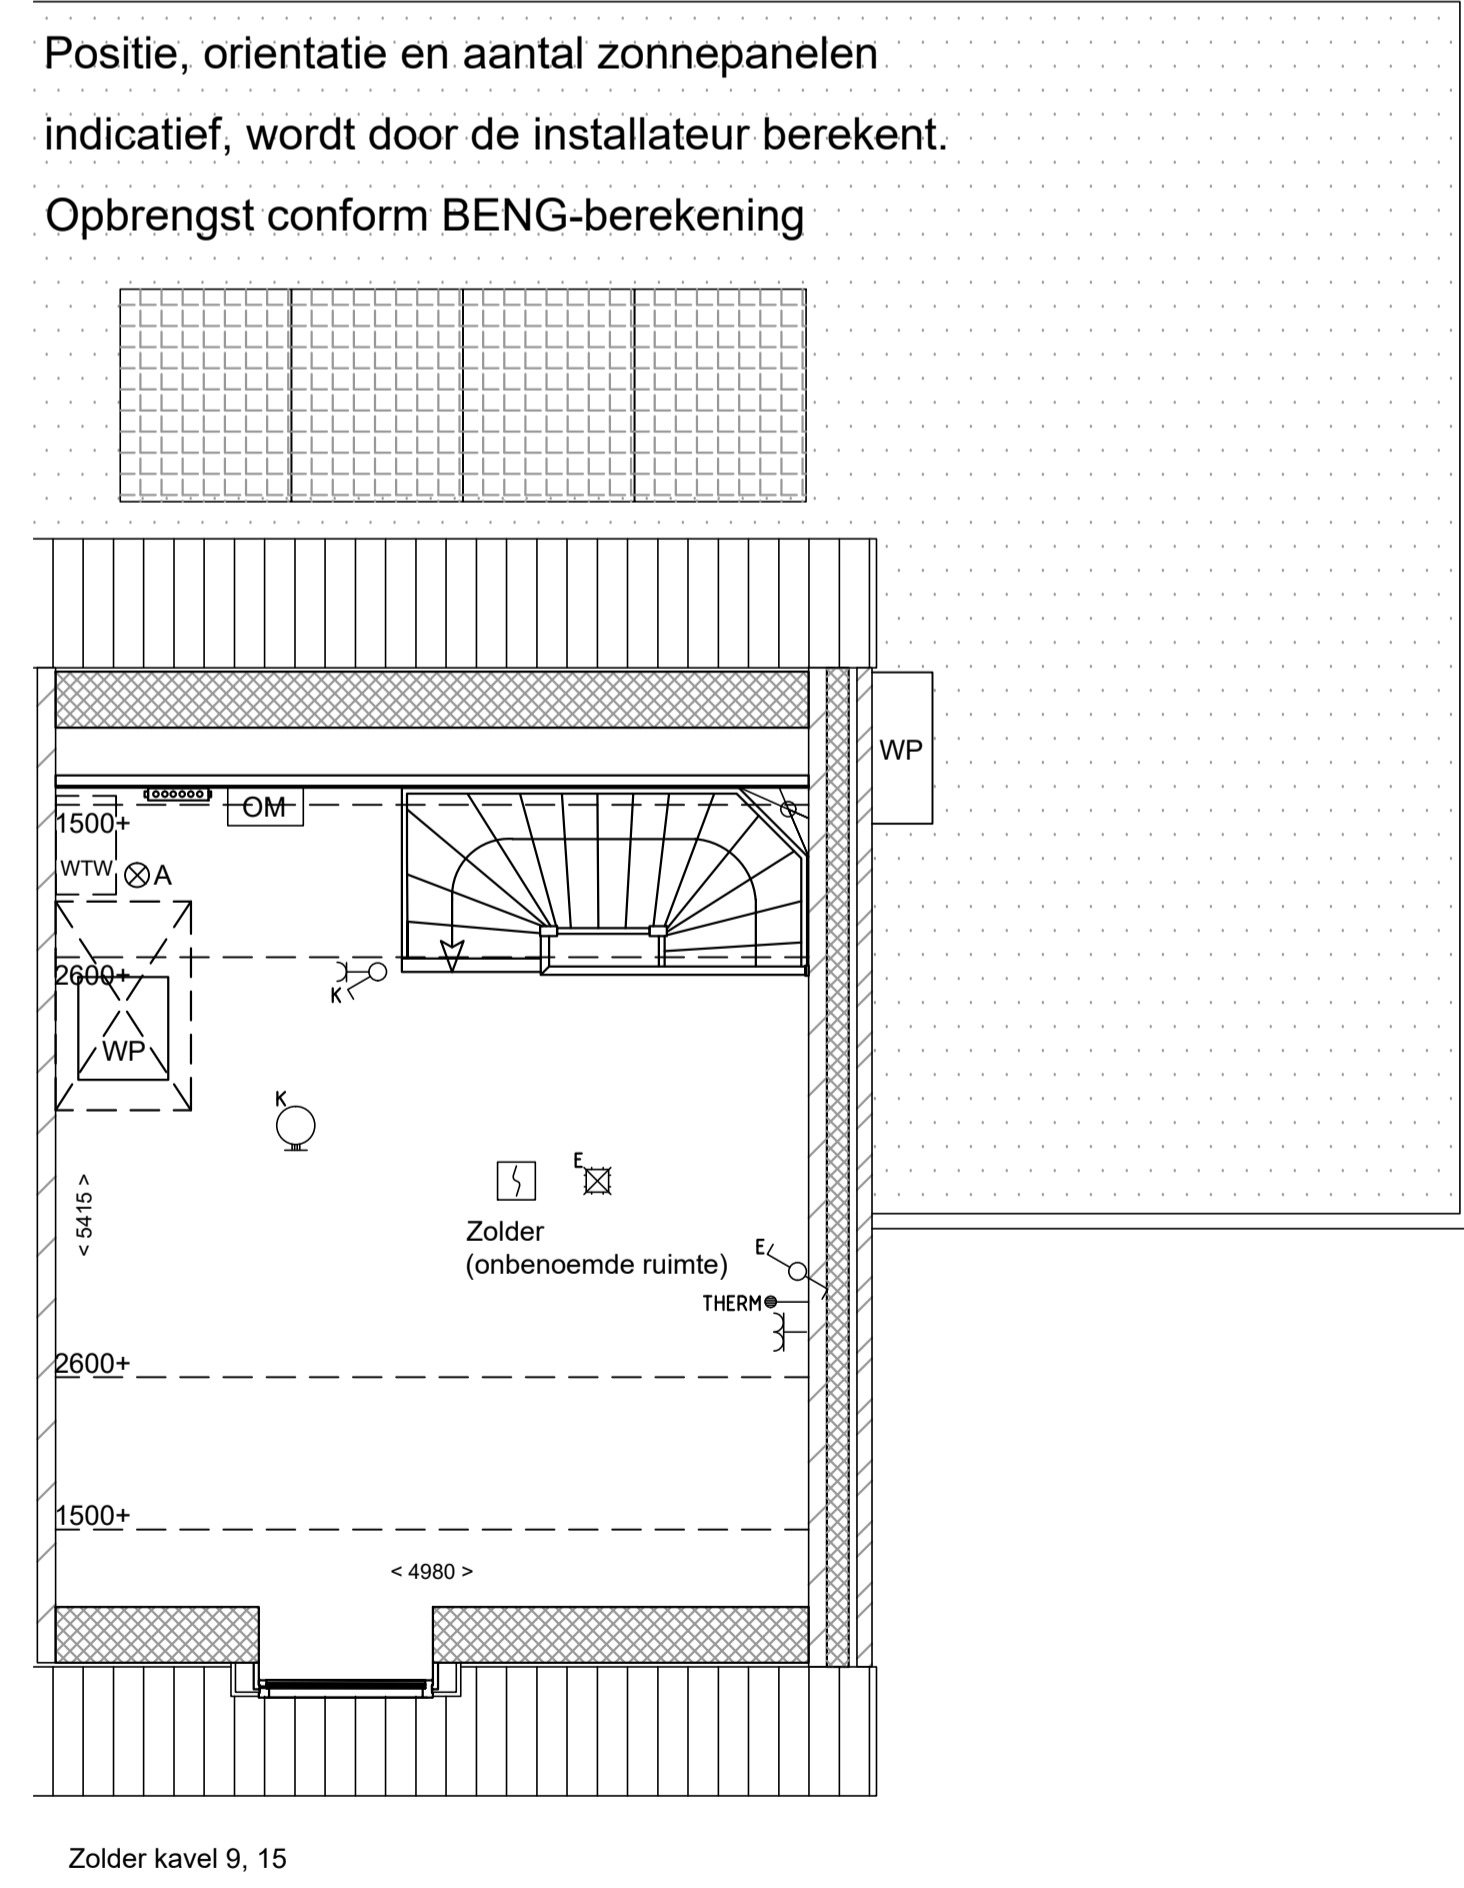 Positie, orientatie en aantal zonnepanelen
indicatief, wordt door de installateur berekent.
Opbrengst conform BENG-berekening
WP
OM
1500+
WTW
A
2600+
K
WP
K
E
< 5415 >
Zolder
(onbenoemde ruimte)
E
THERM
2600+
1500+
< 4980 >
Zolder kavel 9, 15